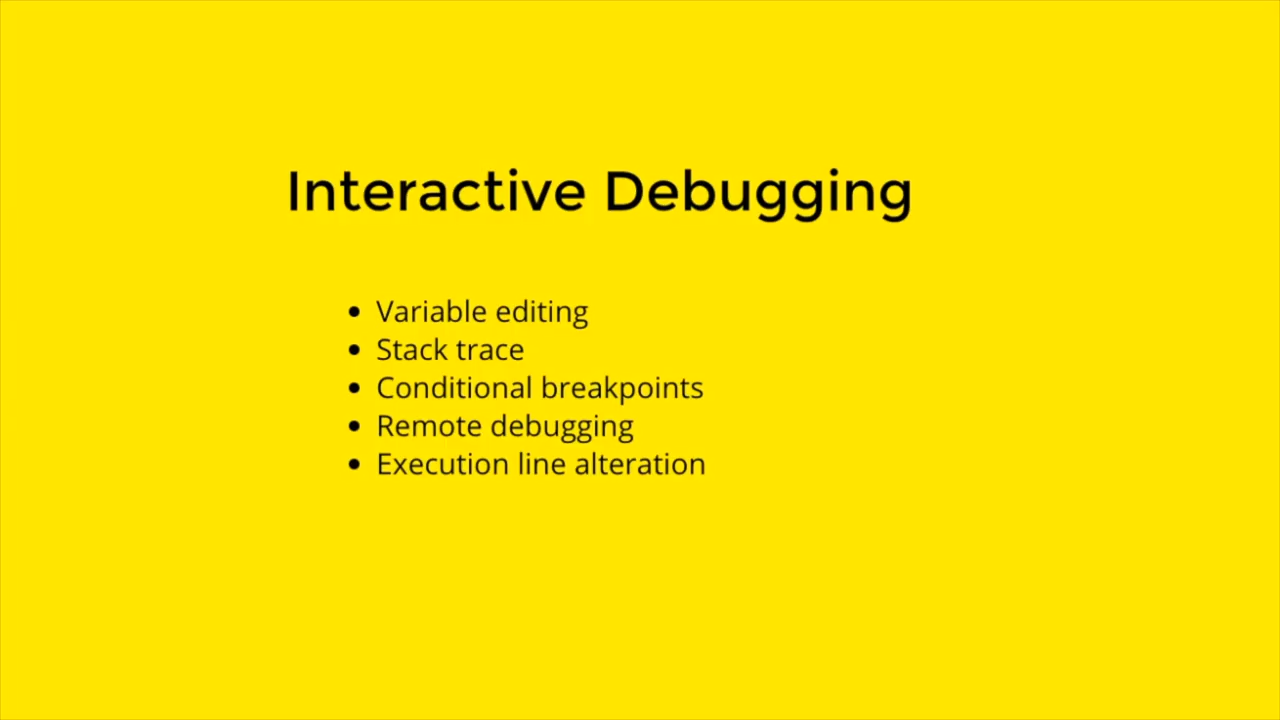 Interactive Debugging
• Variable editing
• Stack trace
• Conditional breakpoints
• Remote debugging
• Execution line alteration